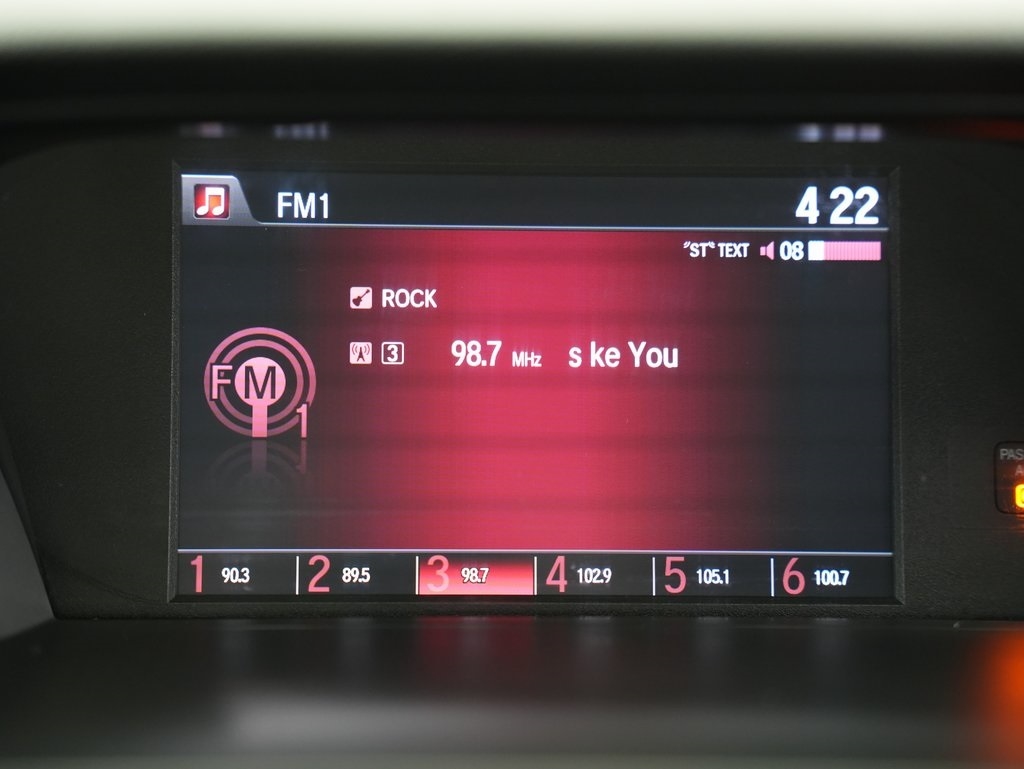 FM1 4 22
"ST" TEXT 08
ROCK
3 98.7 MHz s ke You
FM
1
1 90.3 2 89.5 3 98.7 4 102.9 5 105.1 6 100.7
PAS